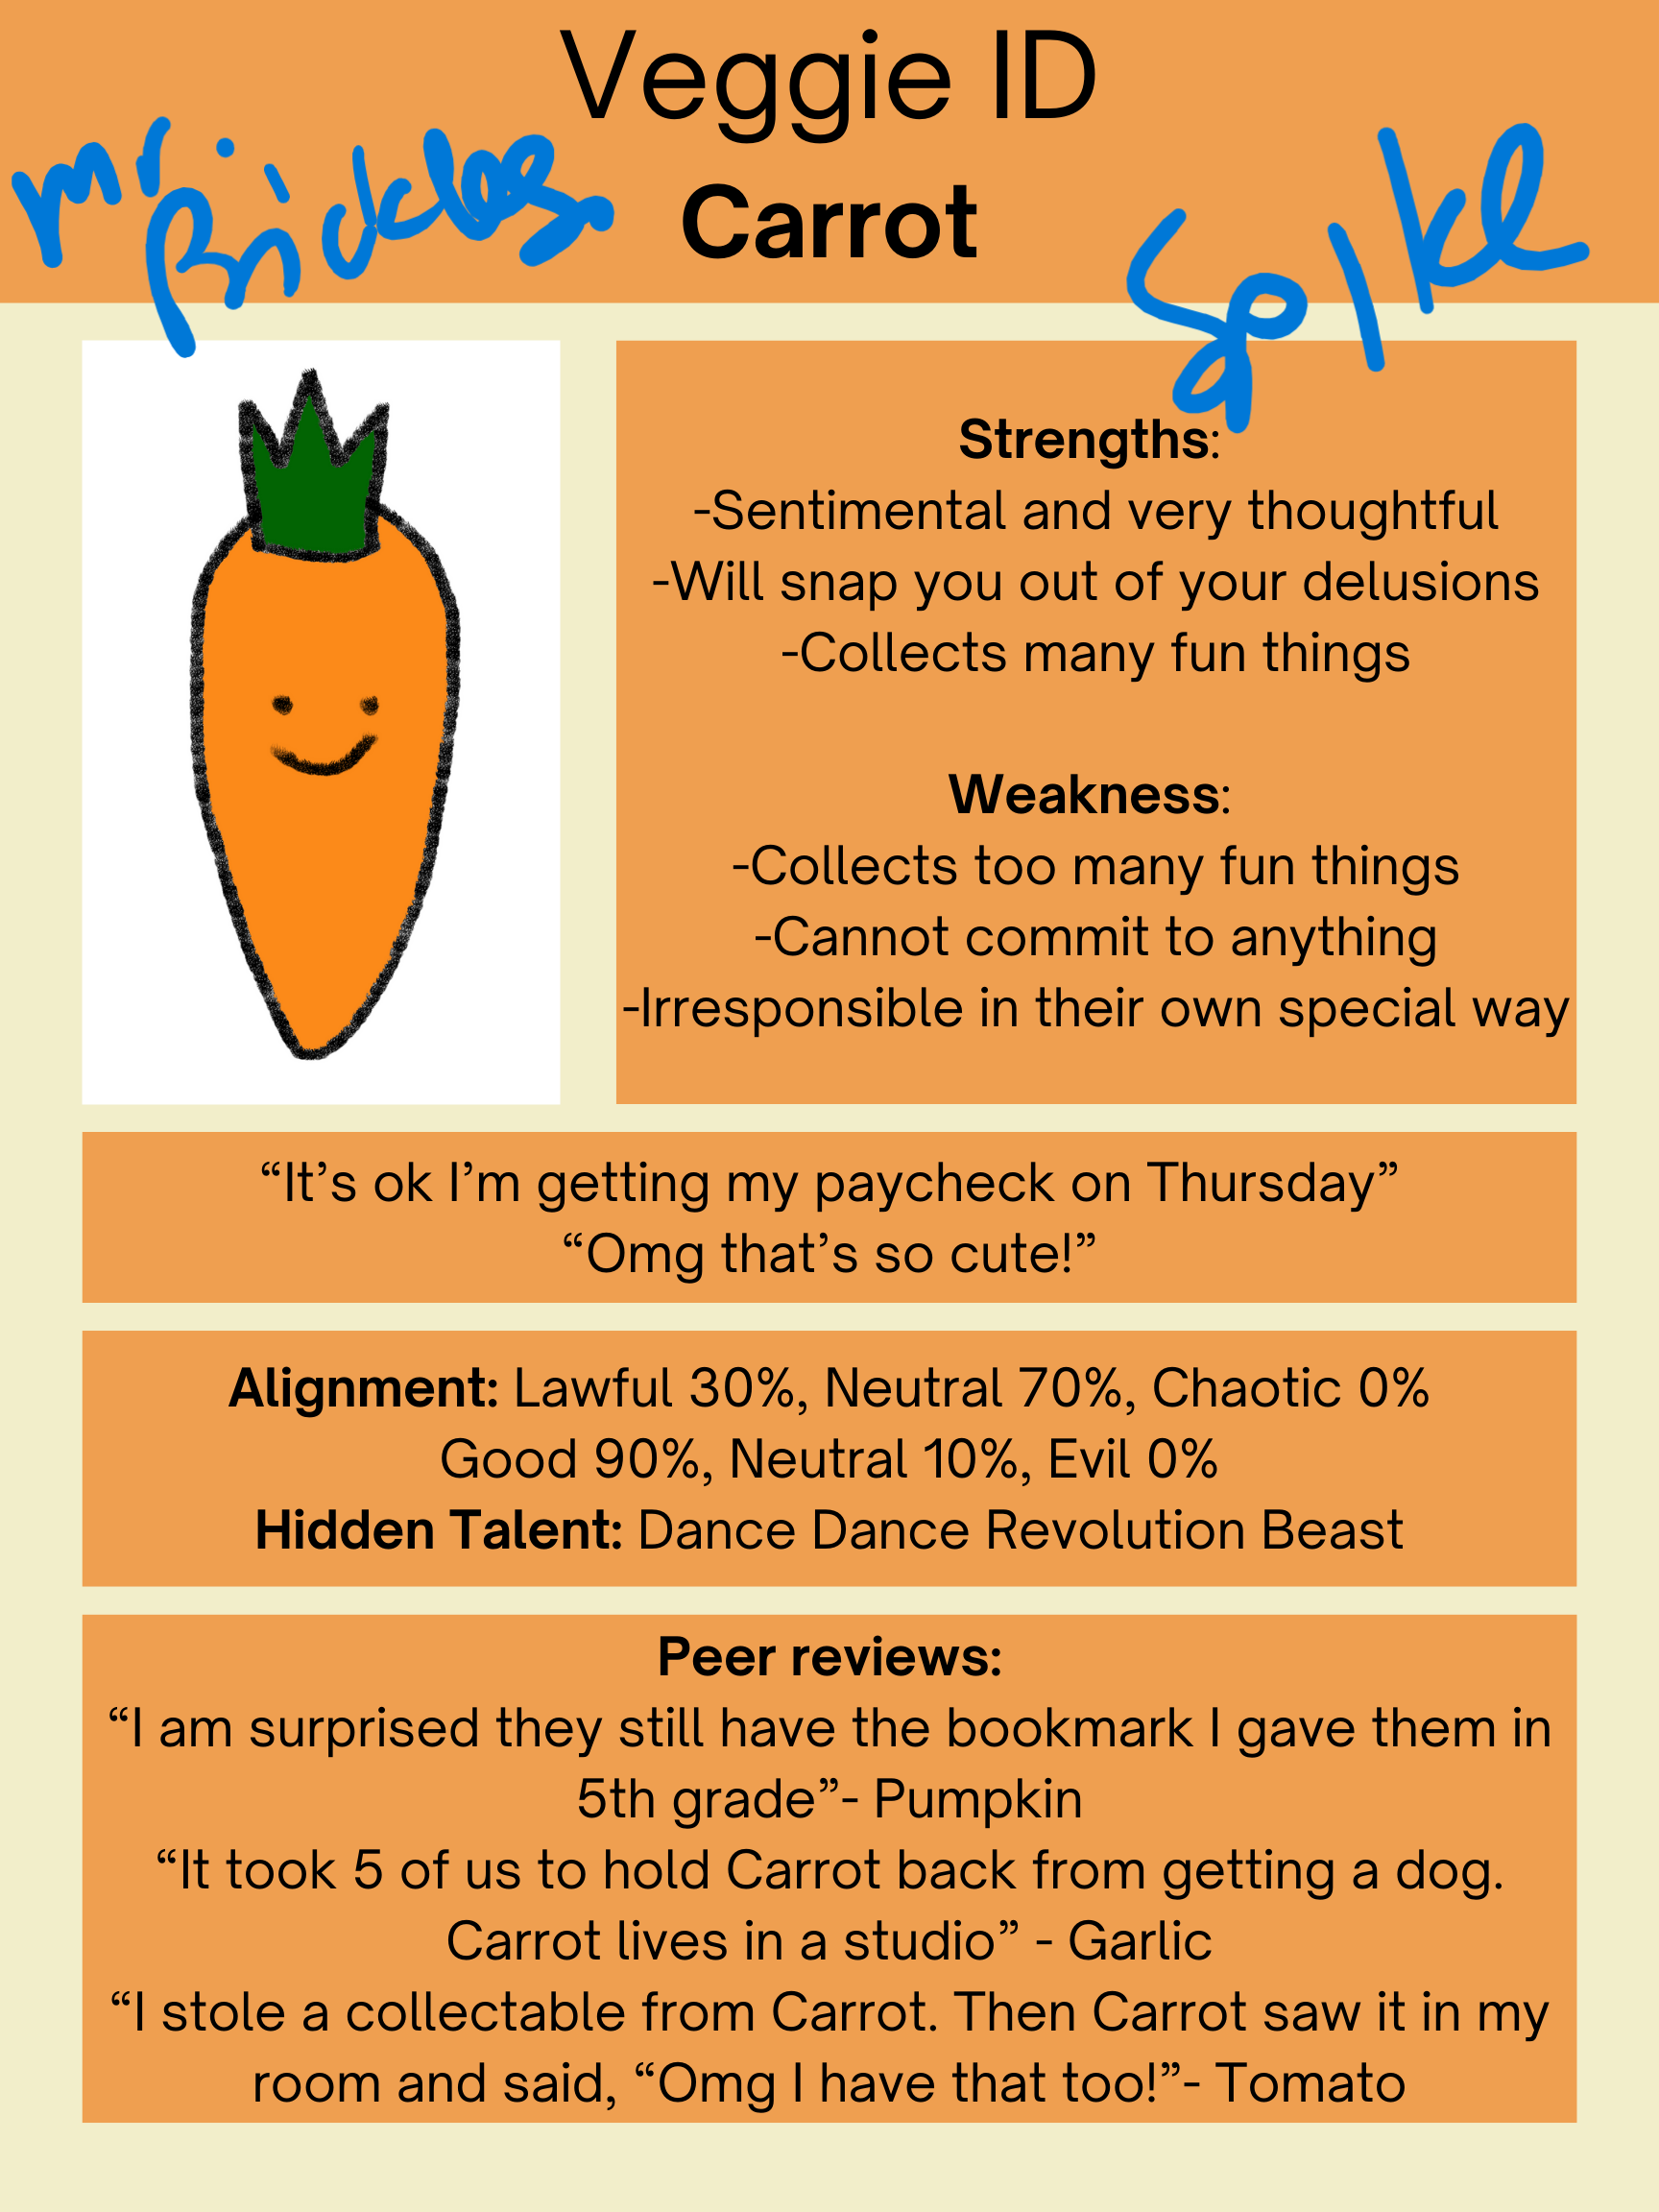 Veggie ID
mr. Prickles
Carrot
Spike
Strengths:
-Sentimental and very thoughtful
-Will snap you out of your delusions
-Collects many fun things
Weakness:
-Collects too many fun things
-Cannot commit to anything
-Irresponsible in their own special way
“It’s ok I’m getting my paycheck on Thursday”
“Omg that’s so cute!”
Alignment: Lawful 30%, Neutral 70%, Chaotic 0%
Good 90%, Neutral 10%, Evil 0%
Hidden Talent: Dance Dance Revolution Beast
Peer reviews:
“I am surprised they still have the bookmark I gave them in
5th grade”- Pumpkin
“It took 5 of us to hold Carrot back from getting a dog.
Carrot lives in a studio” - Garlic
“I stole a collectable from Carrot. Then Carrot saw it in my
room and said, “Omg I have that too!”- Tomato